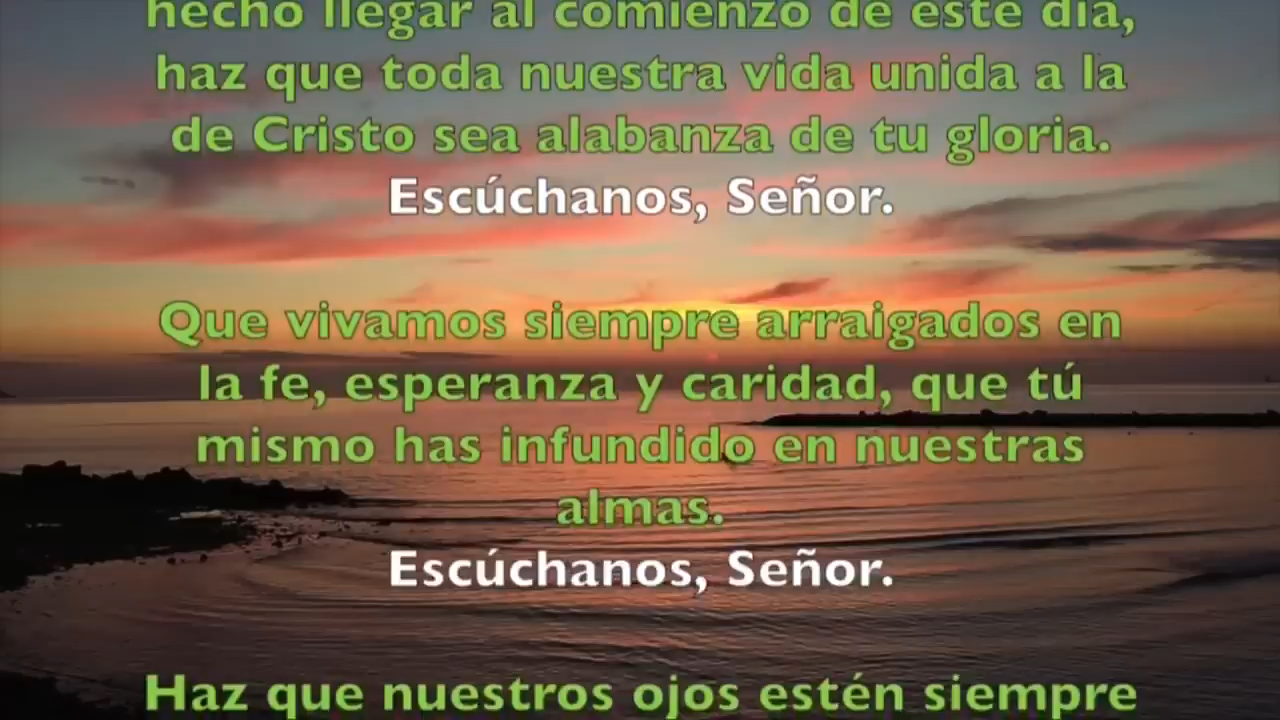 hecho llegar al comienzo de este día,
haz que toda nuestra vida unida a la
de Cristo sea alabanza de tu gloria.
Escúchanos, Señor.
Que vivamos siempre arraigados en
la fe, esperanza y caridad, que tú
mismo has infundido en nuestras
almas.
Escúchanos, Señor.
Haz que nuestros ojos estén siempre